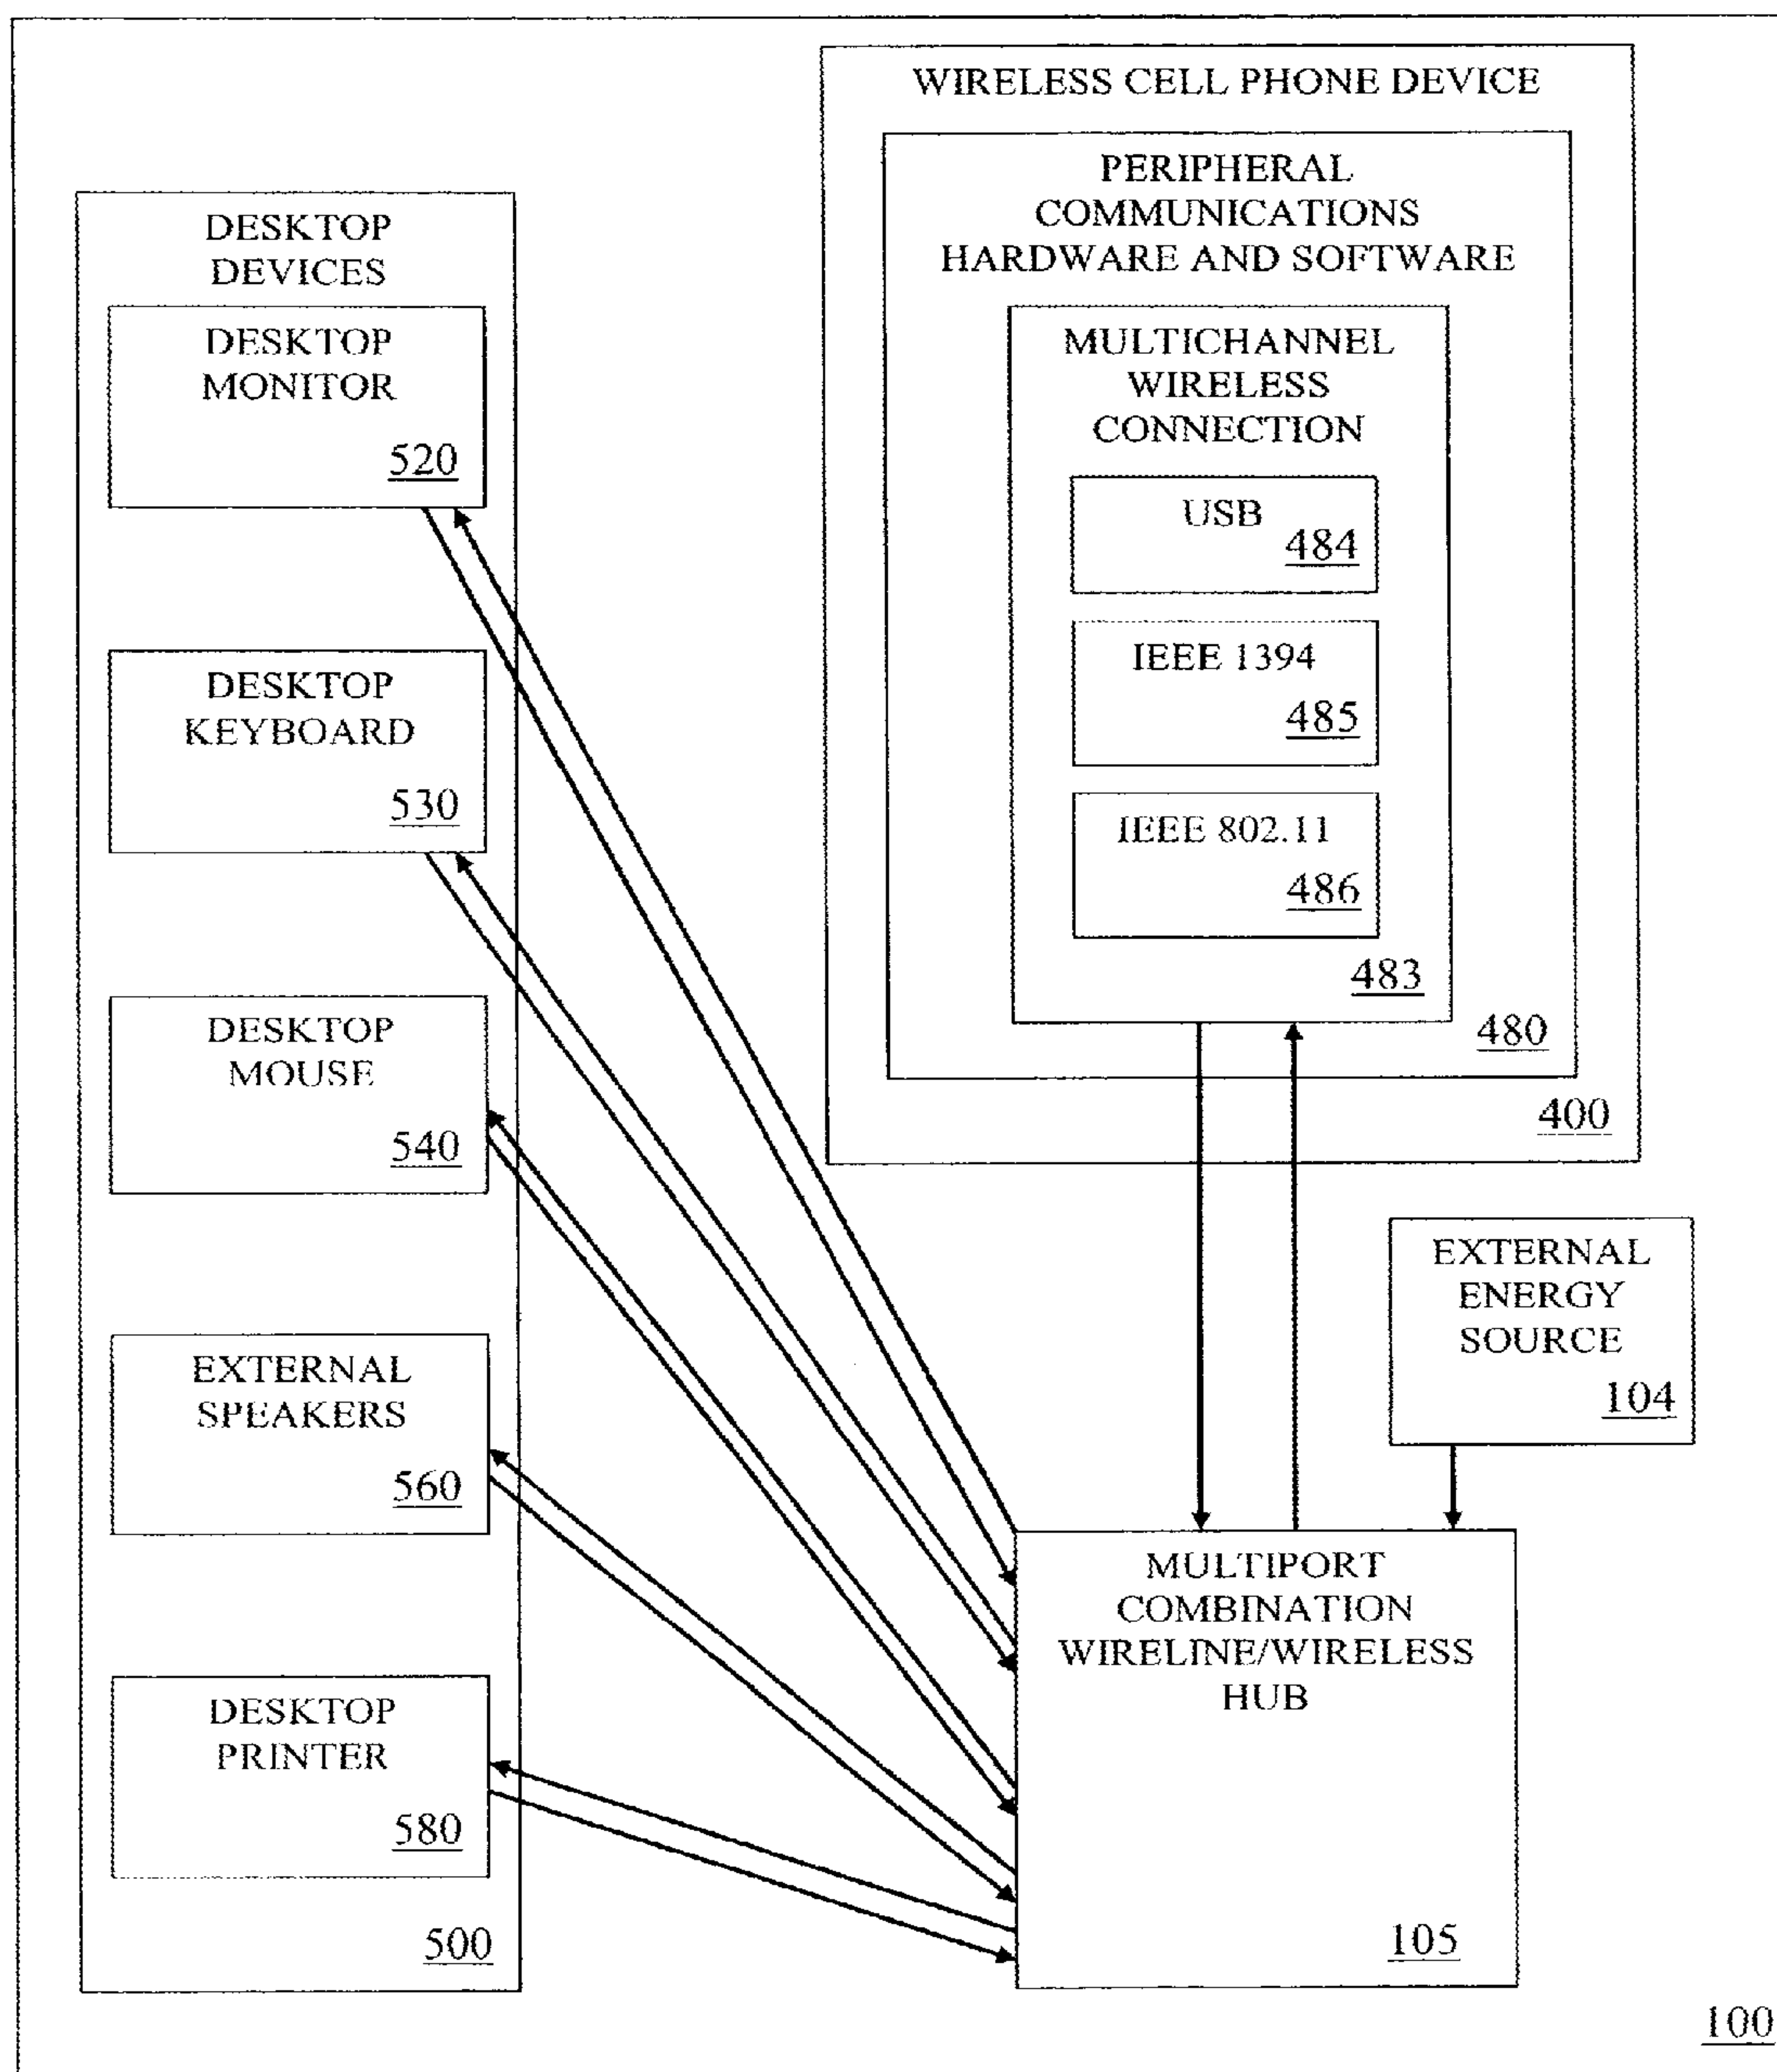 WIRELESS CELL PHONE DEVICE
PERIPHERAL
COMMUNICATIONS
HARDWARE AND SOFTWARE
MULTICHANNEL
WIRELESS
CONNECTION
USB
484
IEEE 1394
485
IEEE 802.11
486
483
480
400
DESKTOP
DEVICES
DESKTOP
MONITOR
520
DESKTOP
KEYBOARD
530
DESKTOP
MOUSE
540
EXTERNAL
SPEAKERS
560
DESKTOP
PRINTER
580
500
EXTERNAL
ENERGY
SOURCE
104
MULTIPORT
COMBINATION
WIRELINE/WIRELESS
HUB
105
100